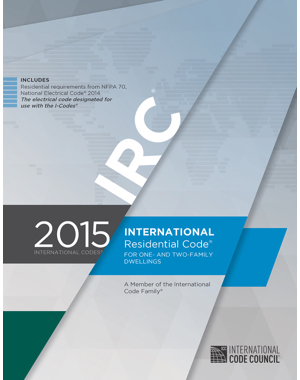 INCLUDES
Residential requirements from NFPA 70,
National Electrical Code® 2014
The electrical code designated for
use with the I-Codes®
IRC®
2015
INTERNATIONAL CODES®
INTERNATIONAL
Residential Code®
FOR ONE- AND TWO-FAMILY
DWELLINGS
A Member of the International
Code Family®
INTERNATIONAL
CODE COUNCIL®